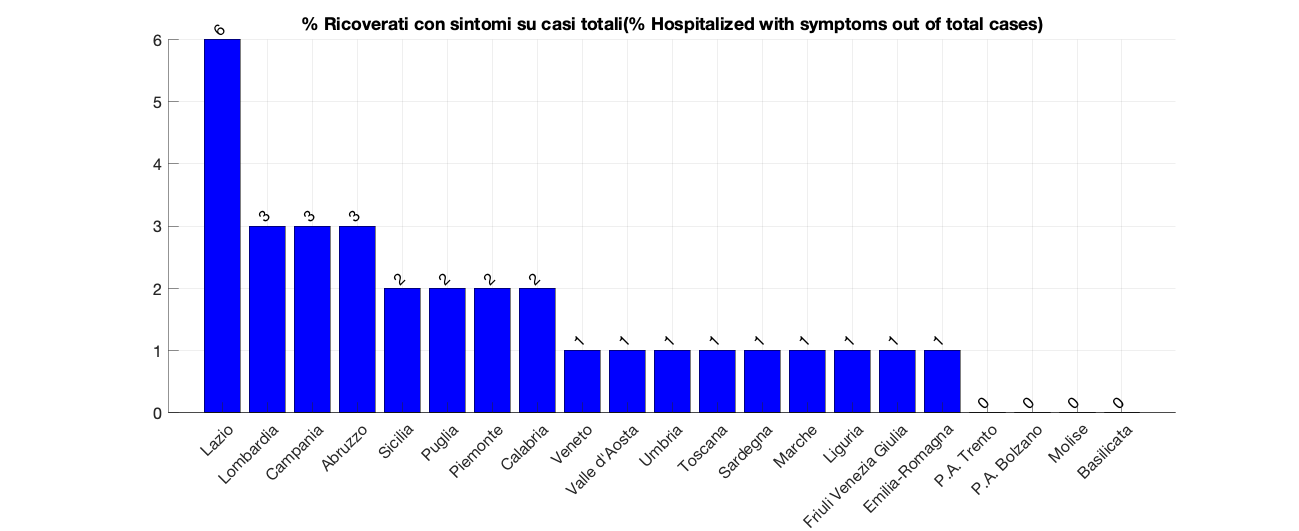 % Ricoverati con sintomi su casi totali(% Hospitalized with symptoms out of total cases)
6
5
4
3
2
1
0
6
3
3
3
2
2
2
2
1
1
1
1
1
1
1
1
1
0
0
0
0
Lazio
Lombardia
Campania
Abruzzo
Sicilia
Puglia
Piemonte
Calabria
Veneto
Valle d'Aosta
Umbria
Toscana
Sardegna
Marche
Liguria
Friuli Venezia Giulia
Emilia-Romagna
P.A. Trento
P.A. Bolzano
Molise
Basilicata